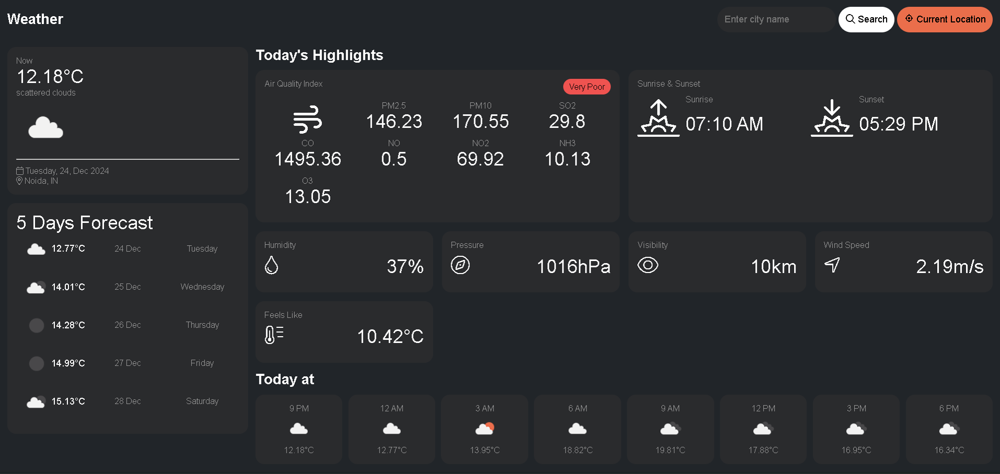 Weather
Enter city name
Search
Current Location
Now
12.18°C
scattered clouds
Tuesday, 24, Dec 2024
Noida, IN
5 Days Forecast
12.77°C 24 Dec Tuesday
14.01°C 25 Dec Wednesday
14.28°C 26 Dec Thursday
14.99°C 27 Dec Friday
15.13°C 28 Dec Saturday
Today's Highlights
Air Quality Index
Very Poor
PM2.5 PM10 SO2
146.23 170.55 29.8
CO NO NO2 NH3
1495.36 0.5 69.92 10.13
O3
13.05
Sunrise & Sunset
Sunrise
07:10 AM
Sunset
05:29 PM
Humidity
37%
Pressure
1016hPa
Visibility
10km
Wind Speed
2.19m/s
Feels Like
10.42°C
Today at
9 PM 12 AM 3 AM 6 AM 9 AM 12 PM 3 PM 6 PM
12.18°C 12.77°C 13.95°C 18.82°C 19.81°C 17.88°C 16.95°C 16.34°C